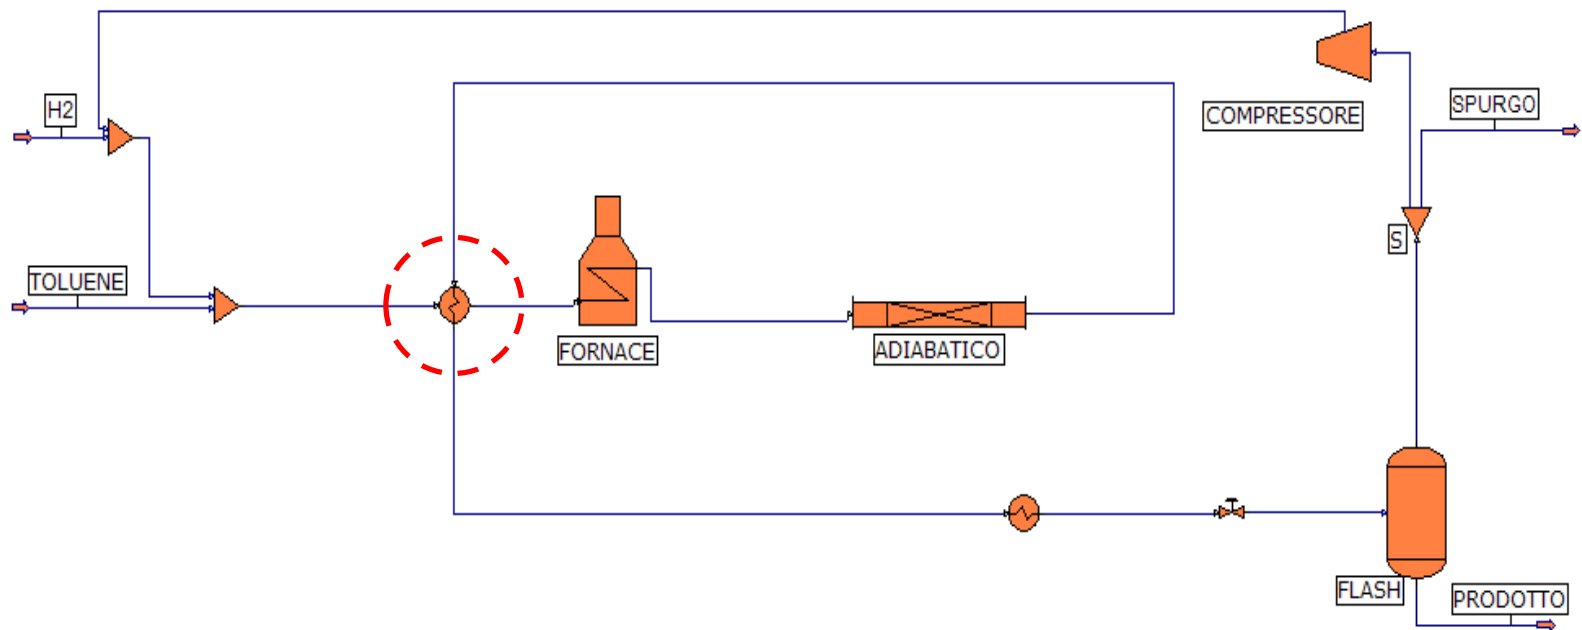 H2
COMPRESSORE
SPURGO
S
TOLUENE
FORNACE
ADIABATICO
FLASH
PRODOTTO